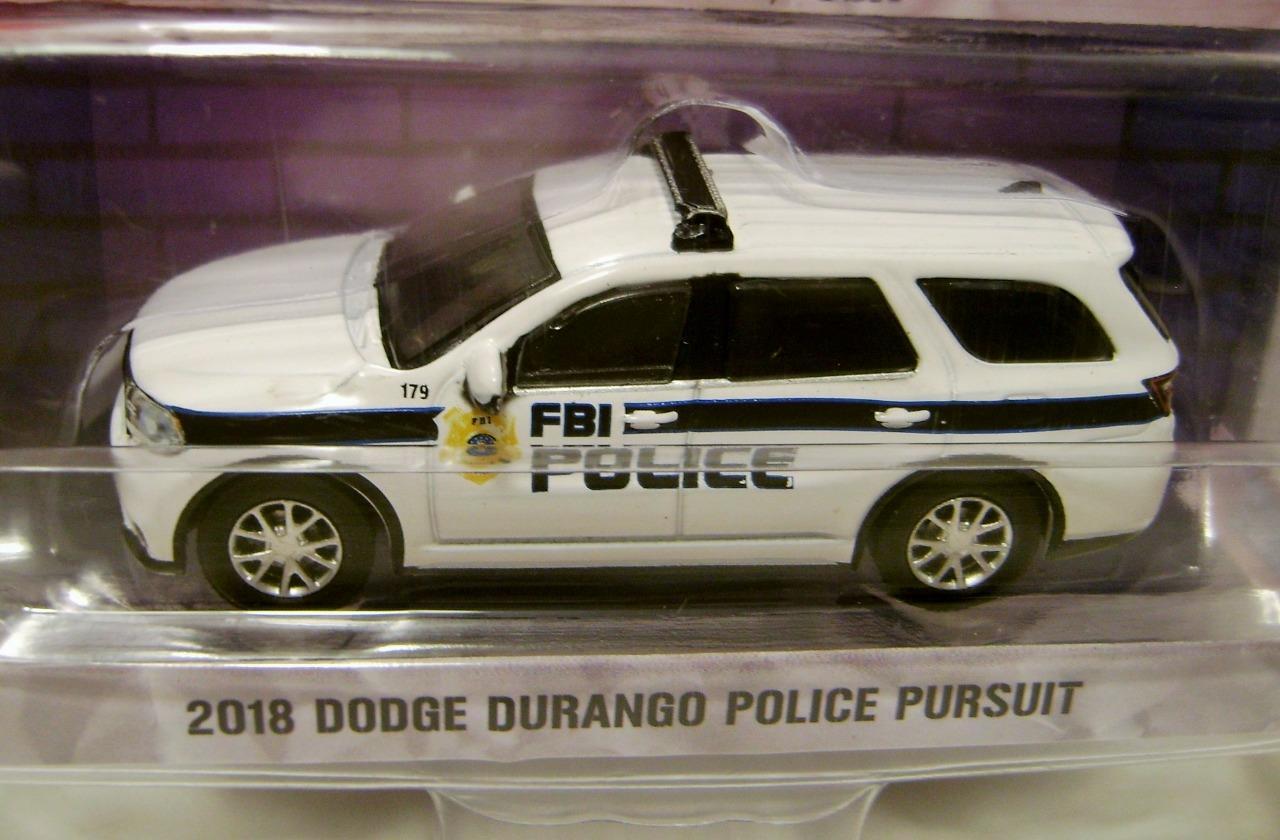 179
FBI
FBI
POLICE
2018 DODGE DURANGO POLICE PURSUIT